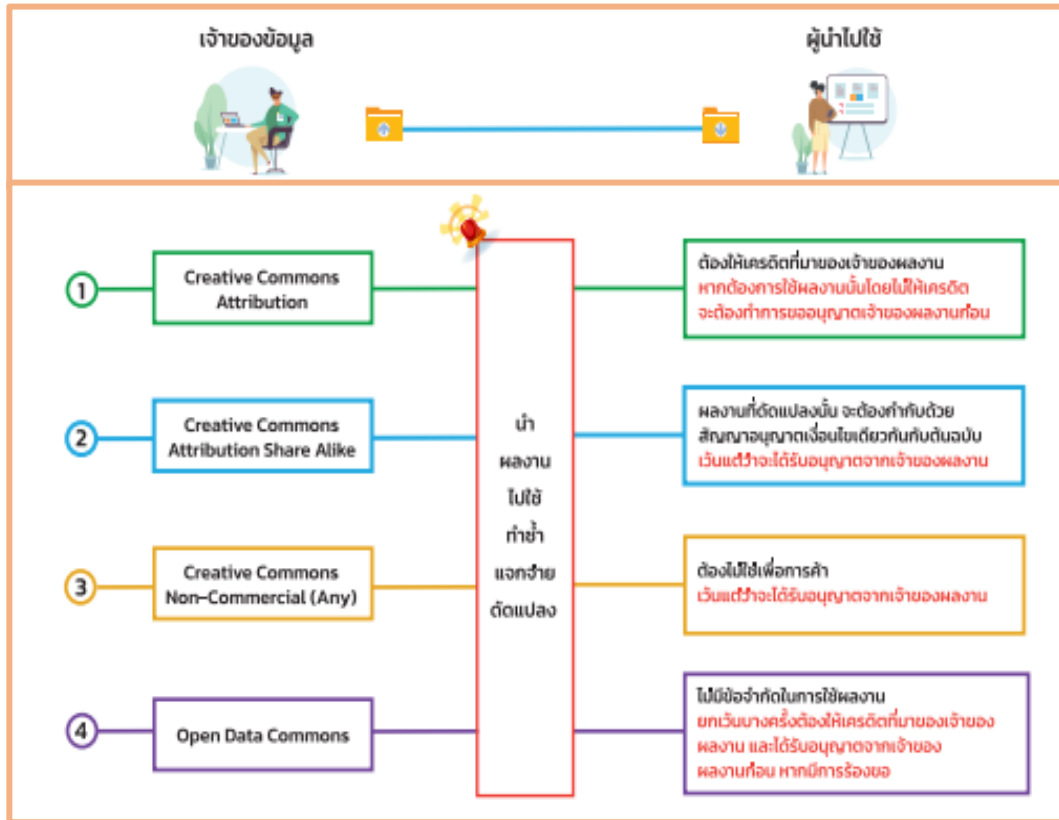 เจ้าของข้อมูล
ผู้นำไปใช้
1
Creative Commons
Attribution
ต้องให้เครดิตที่มาของเจ้าของผลงาน
หากต้องการใช้ผลงานนั้นโดยไม่ให้เครดิต
จะต้องทำการขออนุญาตเจ้าของผลงานก่อน
2
Creative Commons
Attribution Share Alike
ผลงานที่ดัดแปลงนั้น จะต้องกำกับด้วย
สัญญาอนุญาตเงื่อนไขเดียวกันกับต้นฉบับ
เว้นแต่ว่าจะได้รับอนุญาตจากเจ้าของผลงาน
นำ
ผลงาน
ไปใช้
ทำซ้ำ
แจกจ่าย
ดัดแปลง
3
Creative Commons
Non-Commercial (Any)
ต้องไม่ใช้เพื่อการค้า
เว้นแต่ว่าจะได้รับอนุญาตจากเจ้าของผลงาน
4
Open Data Commons
ไม่มีข้อจำกัดในการใช้ผลงาน
ยกเว้นบางครั้งต้องให้เครดิตที่มาของเจ้าของ
ผลงาน และได้รับอนุญาตจากเจ้าของ
ผลงานก่อน หากมีการร้องขอ